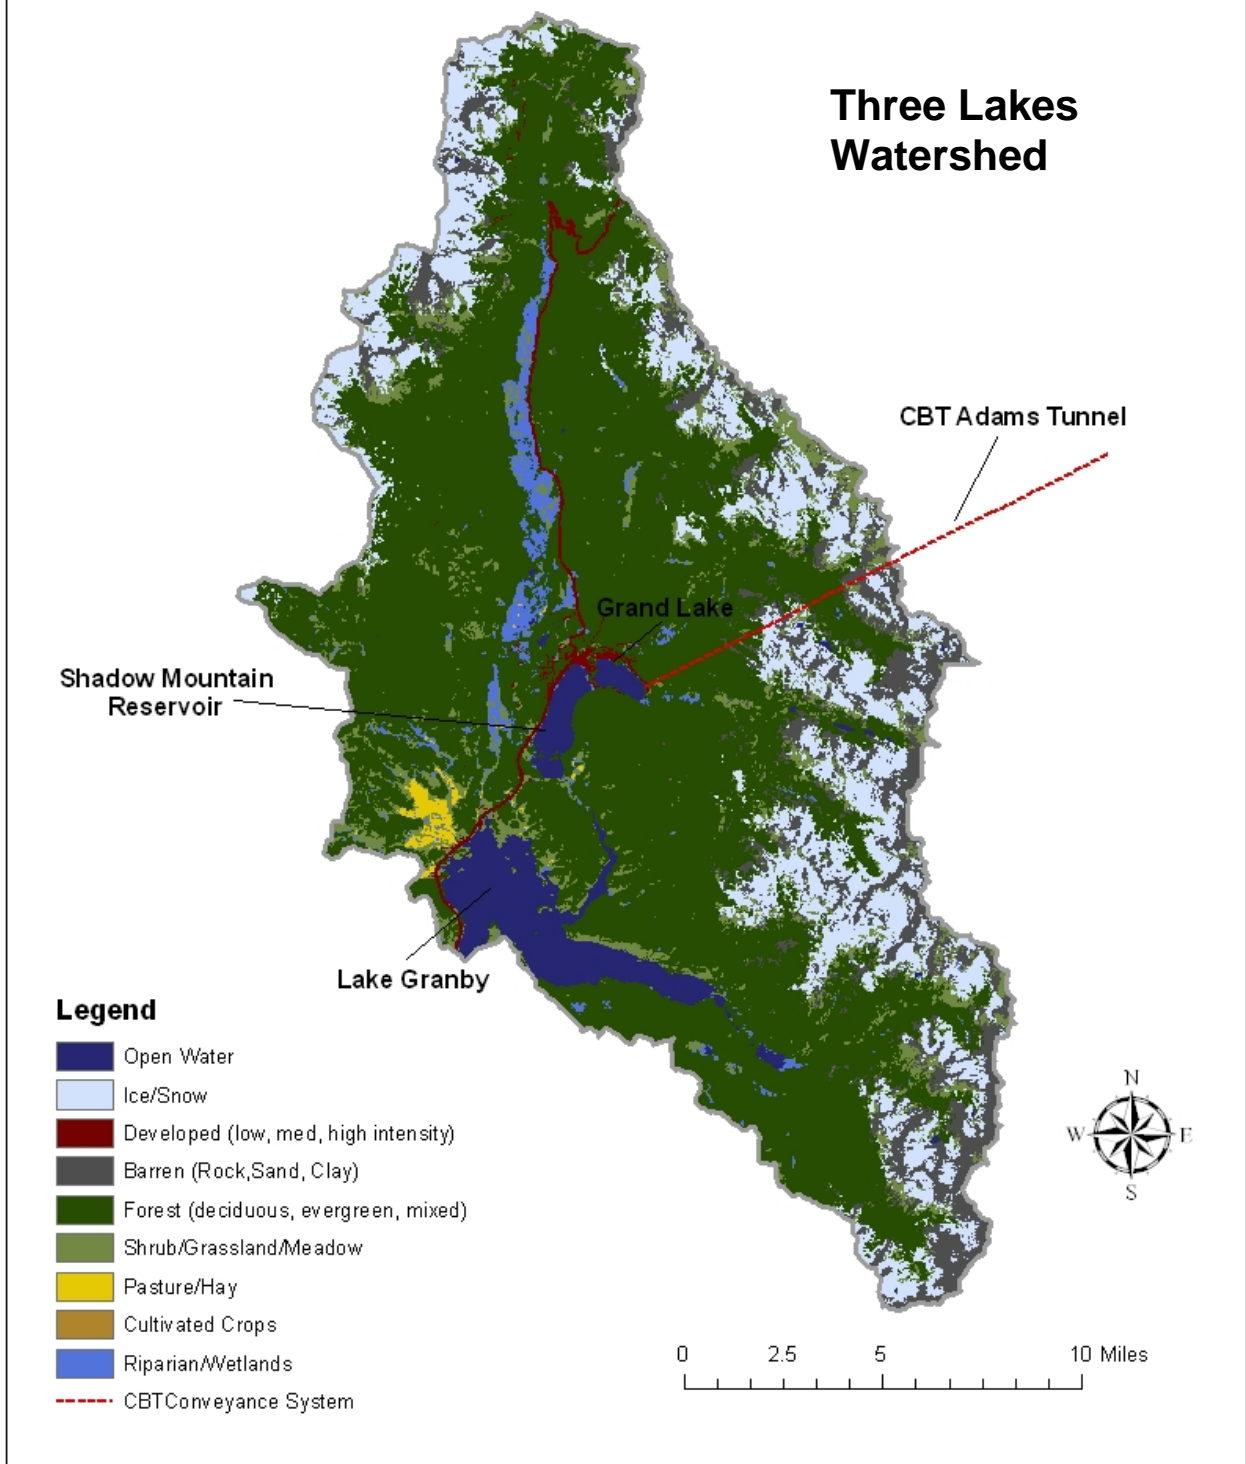 Three Lakes
Watershed
CBT Adams Tunnel
Grand Lake
Shadow Mountain
Reservoir
Lake Granby
Legend
Open Water
Ice/Snow
Developed (low, med, high intensity)
Barren (Rock,Sand, Clay)
Forest (deciduous, evergreen, mixed)
Shrub/Grassland/Meadow
Pasture/Hay
Cultivated Crops
Riparian/Wetlands
CBTConveyance System
N
W E
S
0 2.5 5 10 Miles